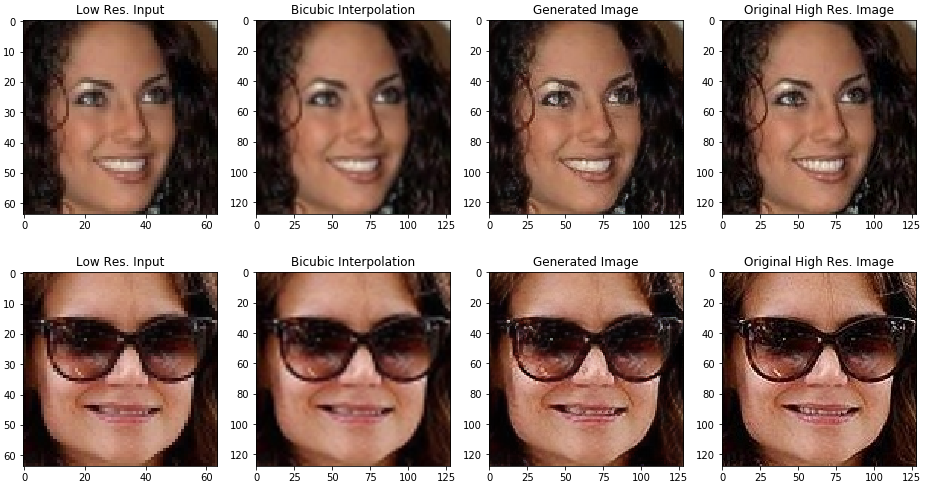 Low Res. Input Bicubic Interpolation Generated Image Original High Res. Image
0 0 0 0
10 20 20 20
20 40 40 40
30 60 60 60
40 80 80 80
50 100 100 100
60 120 120 120
0 20 40 60 0 25 50 75 100 125 0 25 50 75 100 125 0 25 50 75 100 125
Low Res. Input Bicubic Interpolation Generated Image Original High Res. Image
0 0 0 0
10 20 20 20
20 40 40 40
30 60 60 60
40 80 80 80
50 100 100 100
60 120 120 120
0 20 40 60 0 25 50 75 100 125 0 25 50 75 100 125 0 25 50 75 100 125